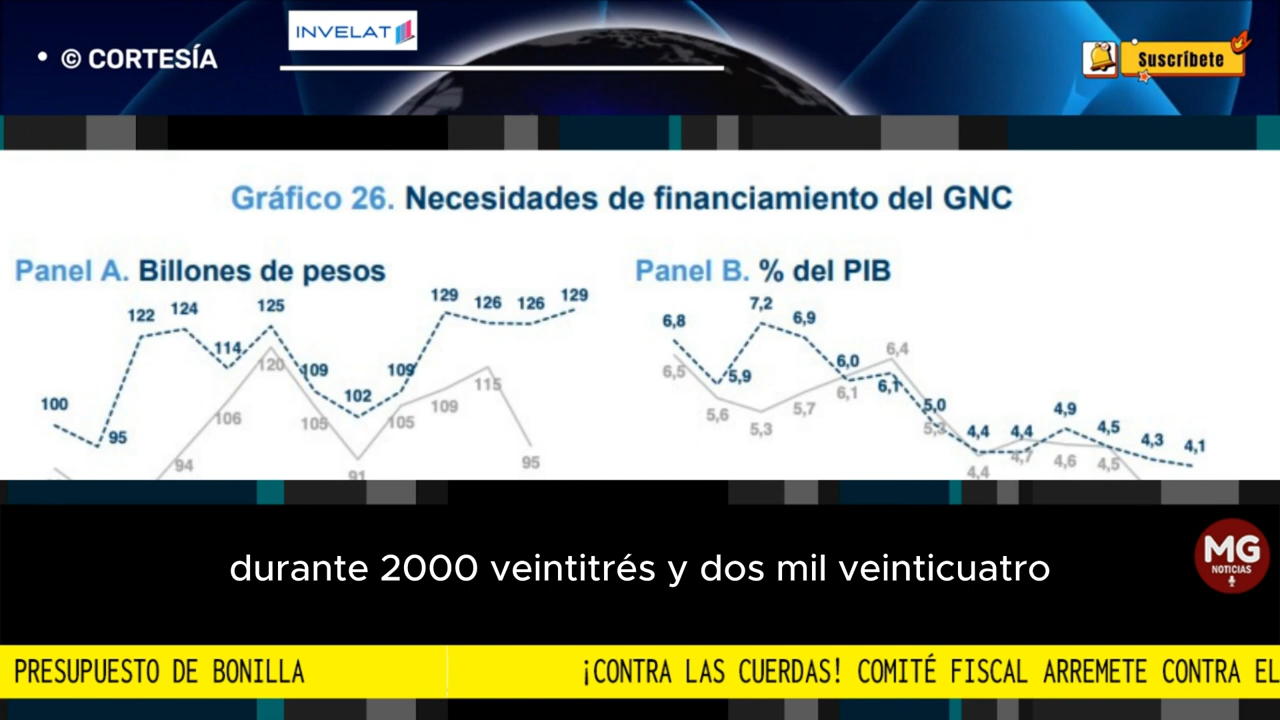 • © CORTESÍA
INVELAT
Suscríbete
Gráfico 26. Necesidades de financiamiento del GNC
Panel A. Billones de pesos
100 95 122 124 114 125 109 102 109 129 126 126 129
94 106 120 105 91 105 109 115 95
Panel B. % del PIB
6,8 5,9 7,2 6,9 6,0 6,1 5,0 4,4 4,4 4,9 4,5 4,3 4,1
6,5 5,6 5,3 5,7 6,1 6,4 5,3 4,4 4,7 4,6 4,5
durante 2000 veintitrés y dos mil veinticuatro
MG
NOTICIAS
PRESUPUESTO DE BONILLA ¡CONTRA LAS CUERDAS! COMITÉ FISCAL ARREMETE CONTRA EL